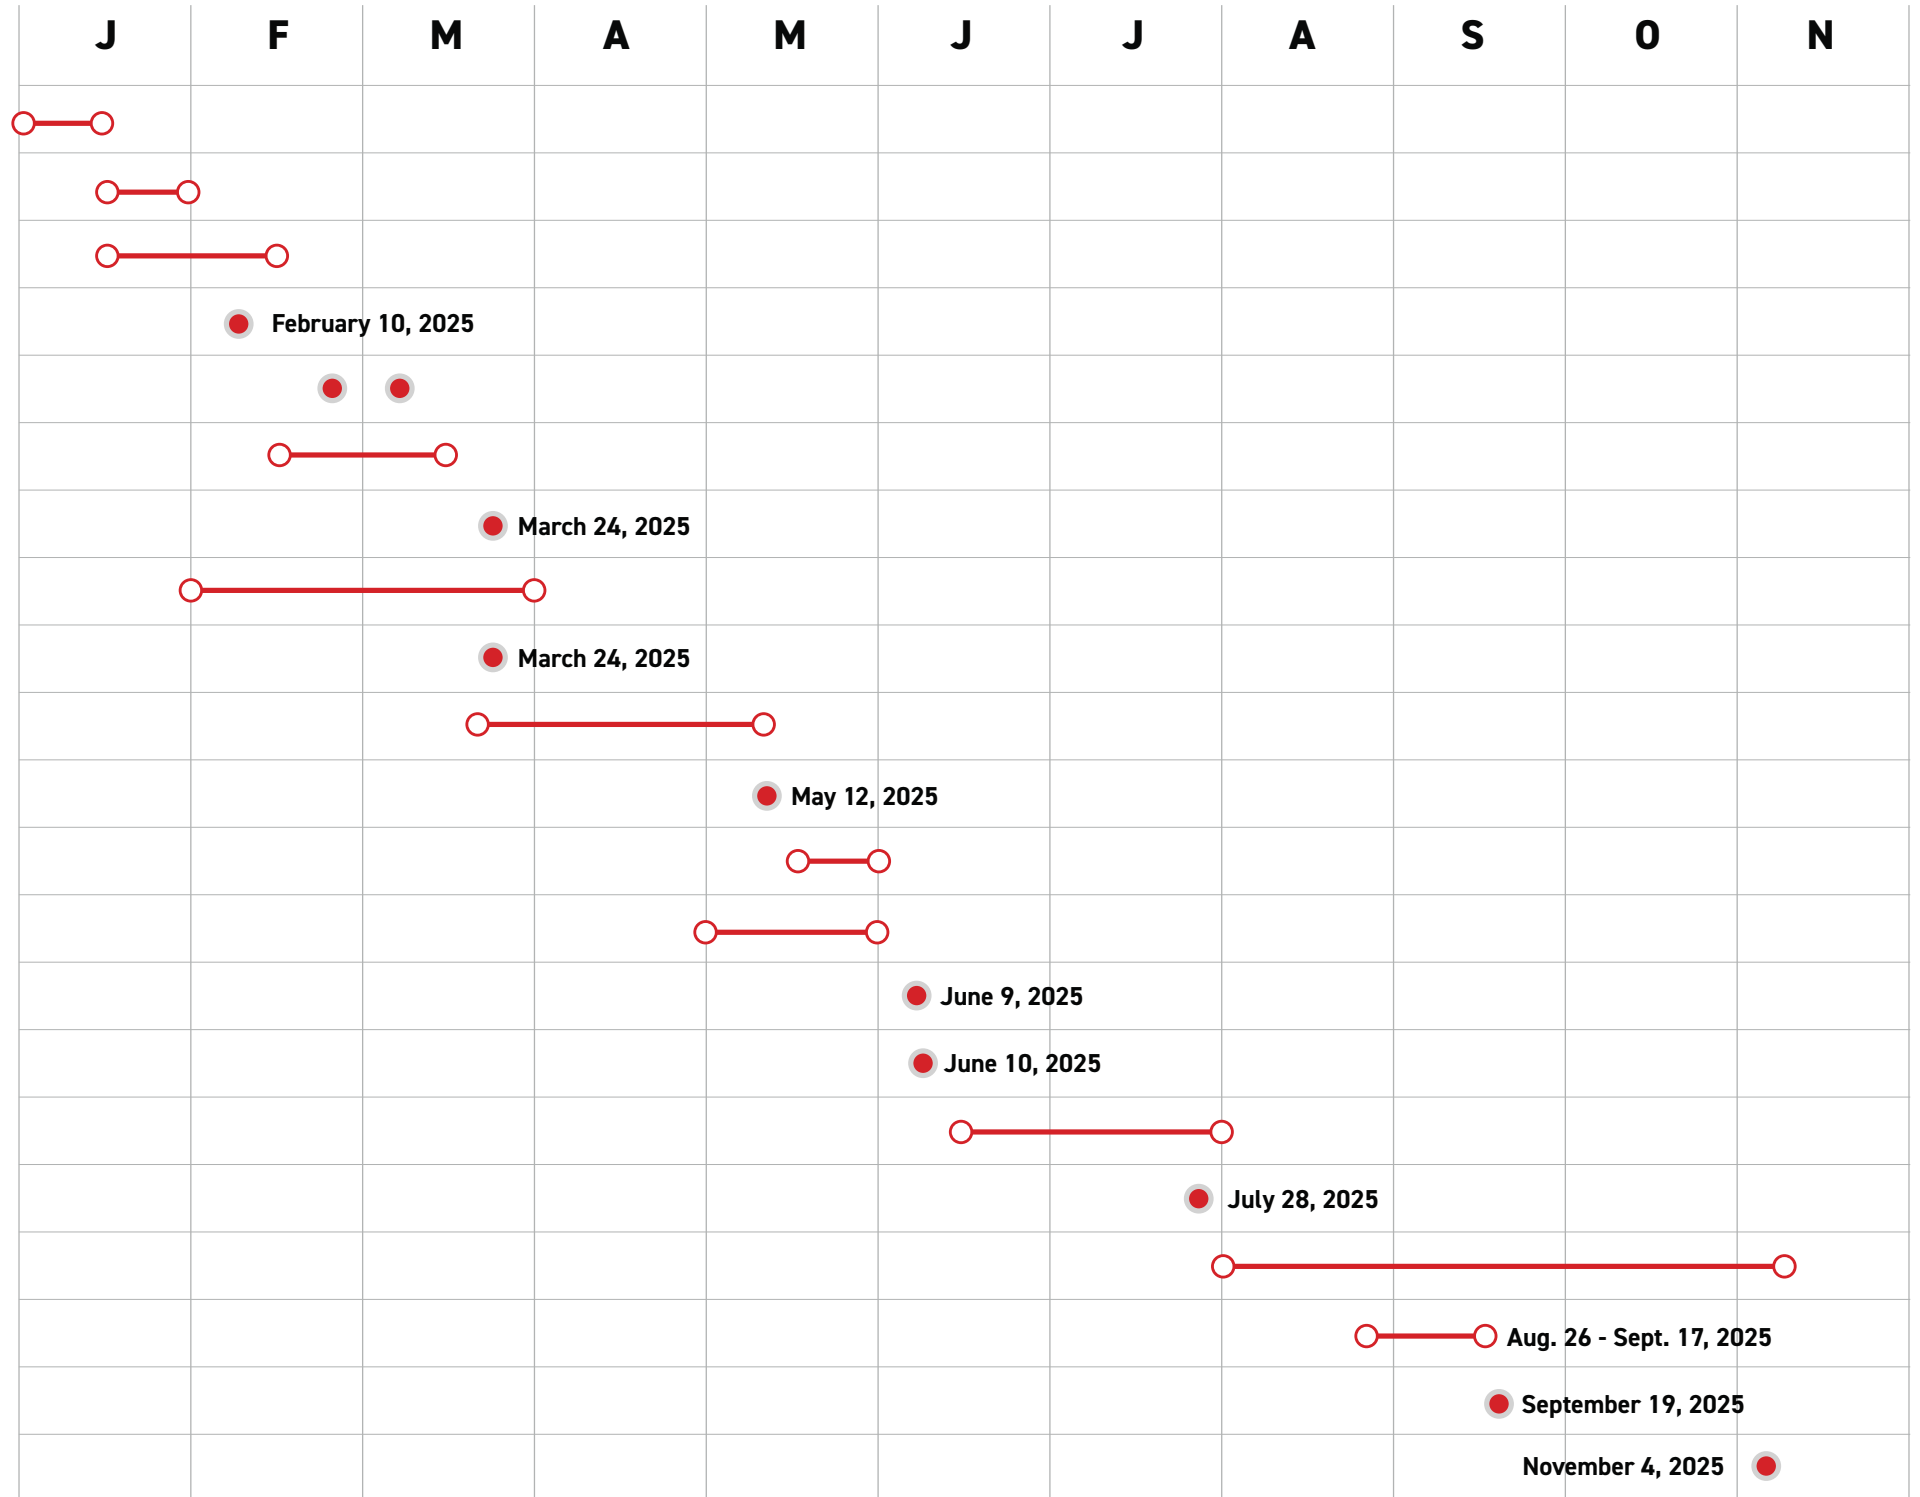 J F M A M J J A S O N
February 10, 2025
March 24, 2025
March 24, 2025
May 12, 2025
June 9, 2025
June 10, 2025
July 28, 2025
Aug. 26 - Sept. 17, 2025
September 19, 2025
November 4, 2025